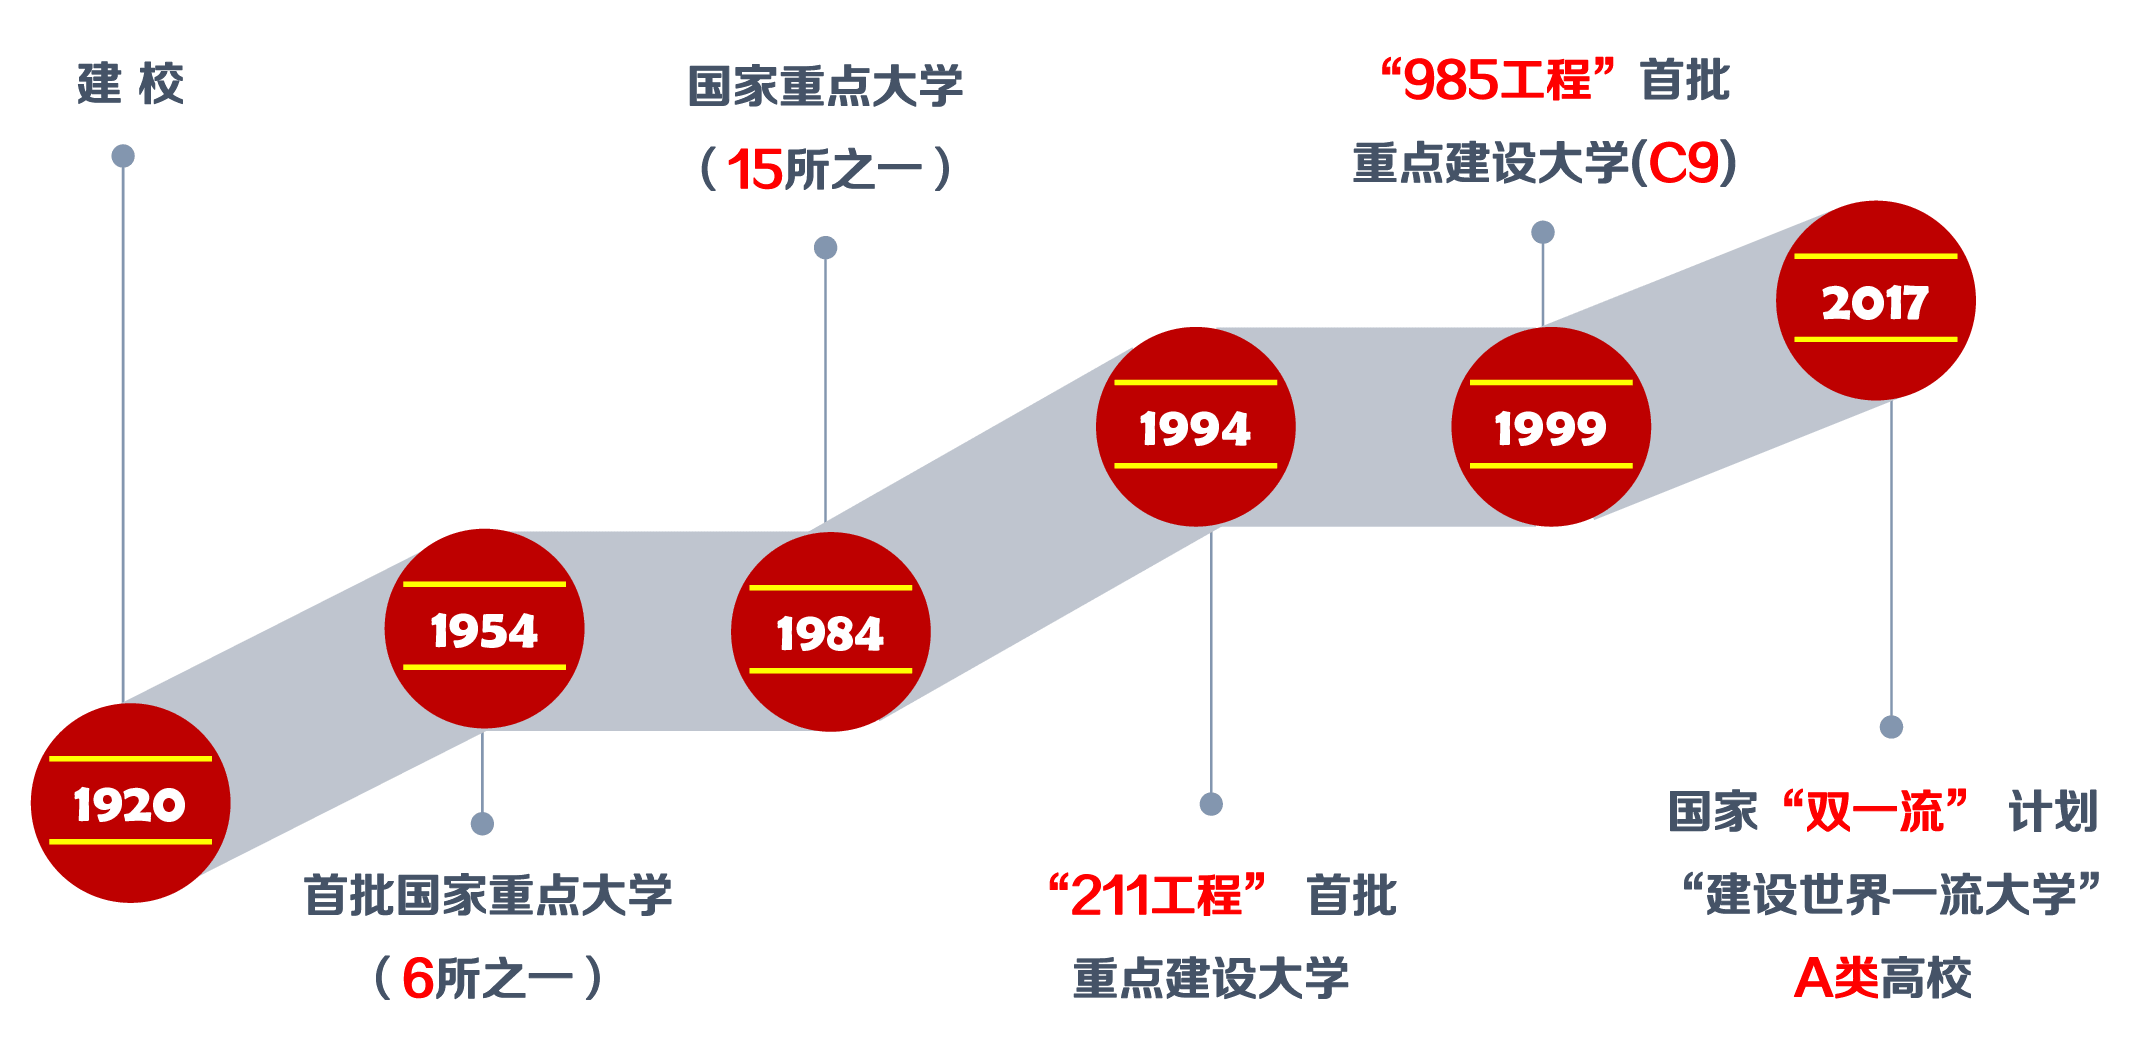 建 校
1920
首批国家重点大学
（6所之一）
1954
国家重点大学
（15所之一）
1984
“211工程” 首批
重点建设大学
1994
“985工程” 首批
重点建设大学(C9)
1999
国家“双一流” 计划
“建设世界一流大学”
A类高校
2017